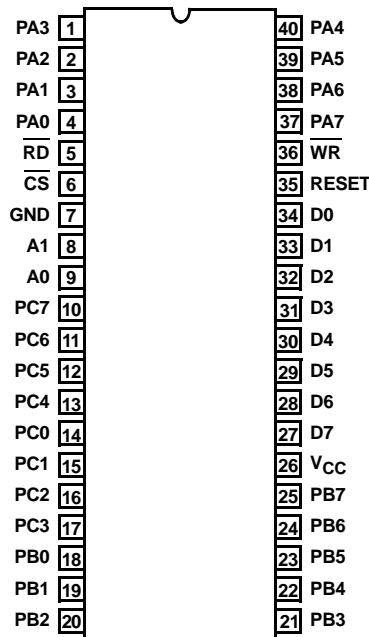 PA3 1 40 PA4
PA2 2 39 PA5
PA1 3 38 PA6
PA0 4 37 PA7
RD 5 36 WR
CS 6 35 RESET
GND 7 34 D0
A1 8 33 D1
A0 9 32 D2
PC7 10 31 D3
PC6 11 30 D4
PC5 12 29 D5
PC4 13 28 D6
PC0 14 27 D7
PC1 15 26 VCC
PC2 16 25 PB7
PC3 17 24 PB6
PB0 18 23 PB5
PB1 19 22 PB4
PB2 20 21 PB3